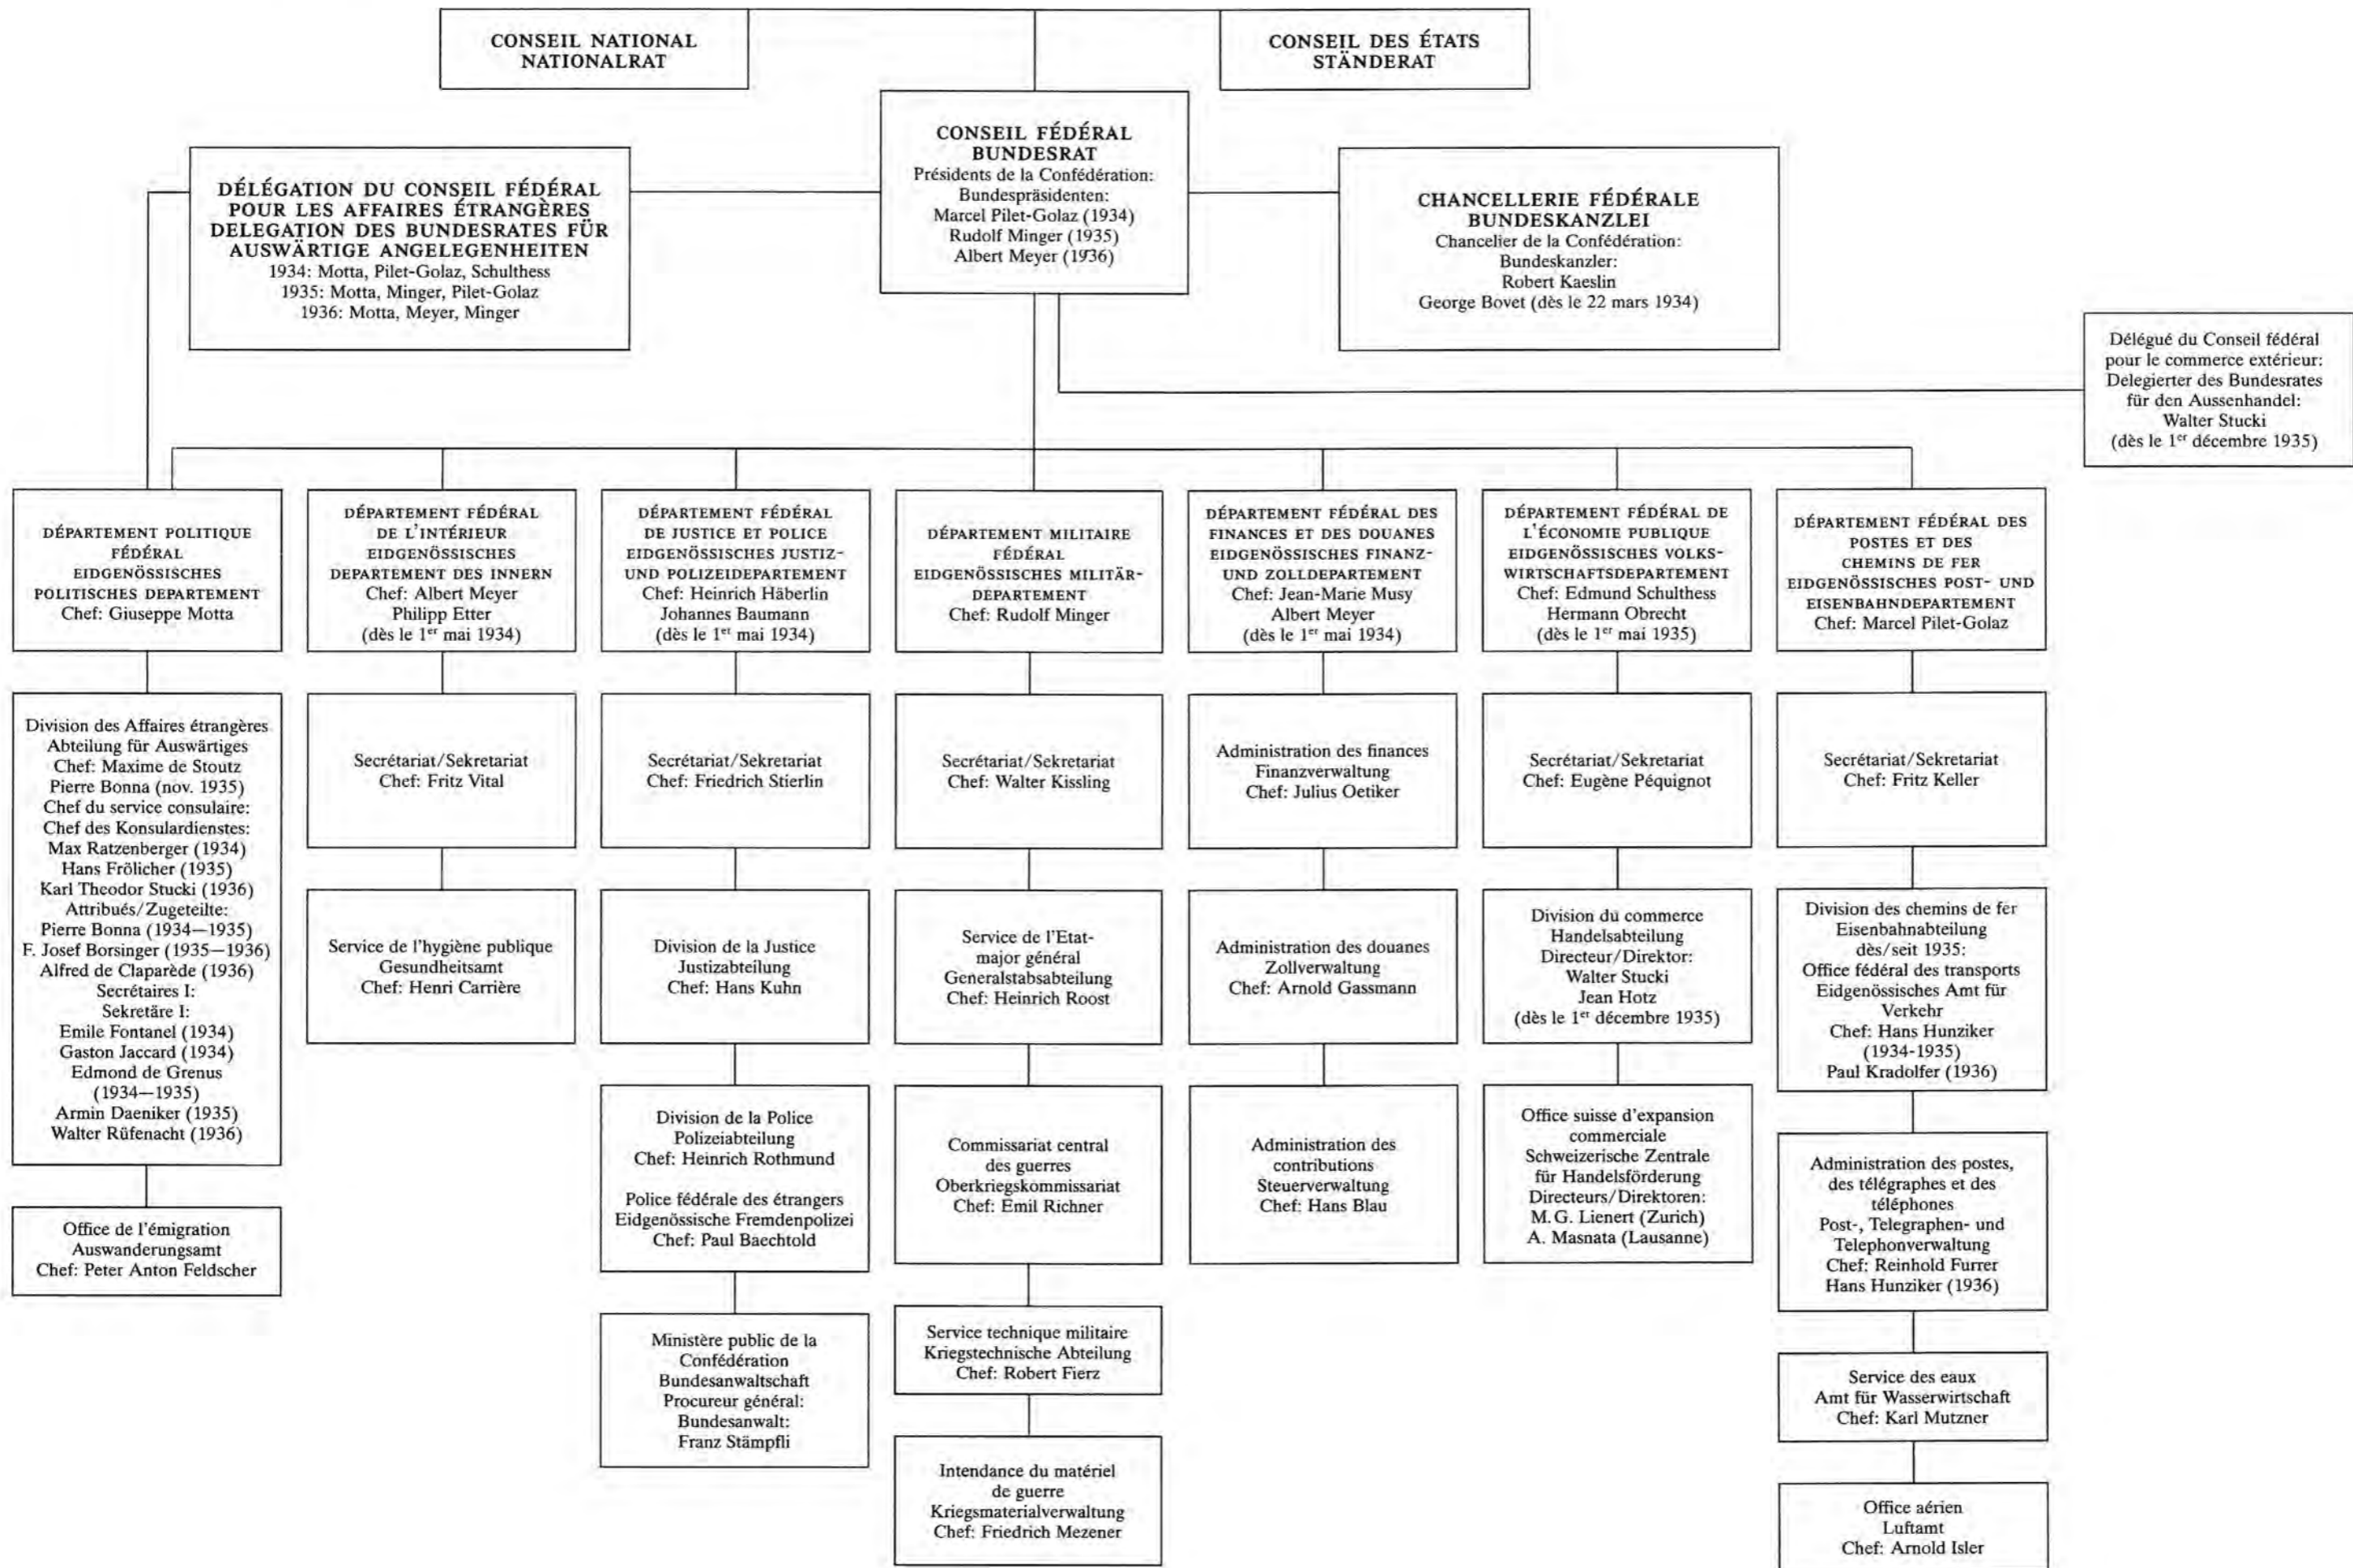 CONSEIL NATIONAL
NATIONALRAT
CONSEIL DES ÉTATS
STÄNDERAT
CONSEIL FÉDÉRAL
BUNDESRAT
Présidents de la Confédération:
Bundespräsidenten:
Marcel Pilet-Golaz (1934)
Rudolf Minger (1935)
Albert Meyer (1936)
DÉLÉGATION DU CONSEIL FÉDÉRAL
POUR LES AFFAIRES ÉTRANGÈRES
DELEGATION DES BUNDESRATES FÜR
AUSWÄRTIGE ANGELEGENHEITEN
1934: Motta, Pilet-Golaz, Schulthess
1935: Motta, Minger, Pilet-Golaz
1936: Motta, Meyer, Minger
CHANCELLERIE FÉDÉRALE
BUNDESKANZLEI
Chancelier de la Confédération:
Bundeskanzler:
Robert Kaeslin
George Bovet (dès le 22 mars 1934)
Délégué du Conseil fédéral
pour le commerce extérieur:
Delegierter des Bundesrates
für den Aussenhandel:
Walter Stucki
(dès le 1er décembre 1935)
DÉPARTEMENT POLITIQUE
FÉDÉRAL
EIDGENÖSSISCHES
POLITISCHES DEPARTEMENT
Chef: Giuseppe Motta
Division des Affaires étrangères
Abteilung für Auswärtiges
Chef: Maxime de Stoutz
Pierre Bonna (nov. 1935)
Chef du service consulaire:
Chef des Konsulardienstes:
Max Ratzenberger (1934)
Hans Frölicher (1935)
Karl Theodor Stucki (1936)
Attribués/Zugeteilte:
Pierre Bonna (1934—1935)
F. Josef Borsinger (1935—1936)
Alfred de Claparède (1936)
Secrétaires I:
Sekretäre I:
Emile Fontanel (1934)
Gaston Jaccard (1934)
Edmond de Grenus
(1934—1935)
Armin Daeniker (1935)
Walter Rüfenacht (1936)
Office de l'émigration
Auswanderungsamt
Chef: Peter Anton Feldscher
DÉPARTEMENT FÉDÉRAL
DE L'INTÉRIEUR
EIDGENÖSSISCHES
DEPARTEMENT DES INNERN
Chef: Albert Meyer
Philipp Etter
(dès le 1er mai 1934)
Secrétariat/Sekretariat
Chef: Fritz Vital
Service de l'hygiène publique
Gesundheitsamt
Chef: Henri Carrière
DÉPARTEMENT FÉDÉRAL
DE JUSTICE ET POLICE
EIDGENÖSSISCHES JUSTIZ-
UND POLIZEIDEPARTEMENT
Chef: Heinrich Häberlin
Johannes Baumann
(dès le 1er mai 1934)
Secrétariat/Sekretariat
Chef: Friedrich Stierlin
Division de la Justice
Justizabteilung
Chef: Hans Kuhn
Division de la Police
Polizeiabteilung
Chef: Heinrich Rothmund
Police fédérale des étrangers
Eidgenössische Fremdenpolizei
Chef: Paul Baechtold
Ministère public de la
Confédération
Bundesanwaltschaft
Procureur général:
Bundesanwalt:
Franz Stämpfli
DÉPARTEMENT MILITAIRE
FÉDÉRAL
EIDGENÖSSISCHES MILITÄR-
DEPARTEMENT
Chef: Rudolf Minger
Secrétariat/Sekretariat
Chef: Walter Kissling
Service de l'Etat-
major général
Generalstabsabteilung
Chef: Heinrich Roost
Commissariat central
des guerres
Oberkriegskommissariat
Chef: Emil Richner
Service technique militaire
Kriegstechnische Abteilung
Chef: Robert Fierz
Intendance du matériel
de guerre
Kriegsmaterialverwaltung
Chef: Friedrich Mezener
DÉPARTEMENT FÉDÉRAL DES
FINANCES ET DES DOUANES
EIDGENÖSSISCHES FINANZ-
UND ZOLLDEPARTEMENT
Chef: Jean-Marie Musy
Albert Meyer
(dès le 1er mai 1934)
Administration des finances
Finanzverwaltung
Chef: Julius Oetiker
Administration des douanes
Zollverwaltung
Chef: Arnold Gassmann
Administration des
contributions
Steuerverwaltung
Chef: Hans Blau
DÉPARTEMENT FÉDÉRAL DE
L'ÉCONOMIE PUBLIQUE
EIDGENÖSSISCHES VOLKS-
WIRTSCHAFTSDEPARTEMENT
Chef: Edmund Schulthess
Hermann Obrecht
(dès le 1er mai 1935)
Secrétariat/Sekretariat
Chef: Eugène Péquignot
Division du commerce
Handelsabteilung
Directeur/Direktor:
Walter Stucki
Jean Hotz
(dès le 1er décembre 1935)
Office suisse d'expansion
commerciale
Schweizerische Zentrale
für Handelsförderung
Directeurs/Direktoren:
M. G. Lienert (Zurich)
A. Masnata (Lausanne)
DÉPARTEMENT FÉDÉRAL DES
POSTES ET DES
CHEMINS DE FER
EIDGENÖSSISCHES POST- UND
EISENBAHNDEPARTEMENT
Chef: Marcel Pilet-Golaz
Secrétariat/Sekretariat
Chef: Fritz Keller
Division des chemins de fer
Eisenbahnabteilung
dès/seit 1935:
Office fédéral des transports
Eidgenössisches Amt für
Verkehr
Chef: Hans Hunziker
(1934-1935)
Paul Kradolfer (1936)
Administration des postes,
des télégraphes et des
téléphones
Post-, Telegraphen- und
Telephonverwaltung
Chef: Reinhold Furrer
Hans Hunziker (1936)
Service des eaux
Amt für Wasserwirtschaft
Chef: Karl Mutzner
Office aérien
Luftamt
Chef: Arnold Isler